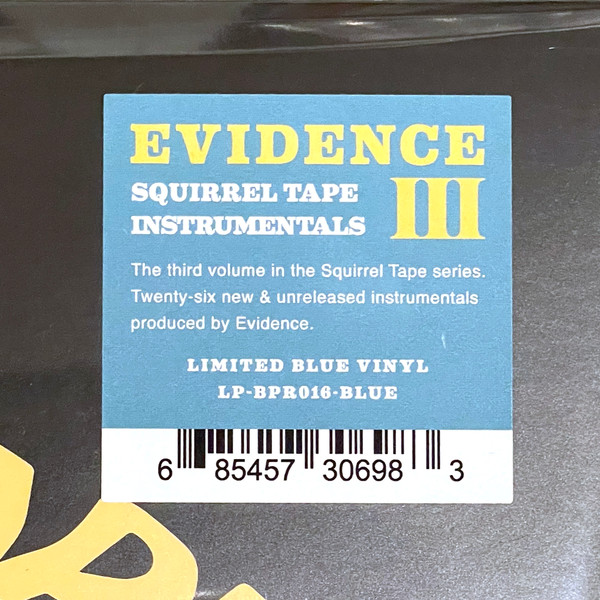 EVIDENCE
SQUIRREL TAPE
INSTRUMENTALS
III
The third volume in the Squirrel Tape series.
Twenty-six new & unreleased instrumentals
produced by Evidence.
LIMITED BLUE VINYL
LP-BPR016-BLUE
6 85457 30698 3